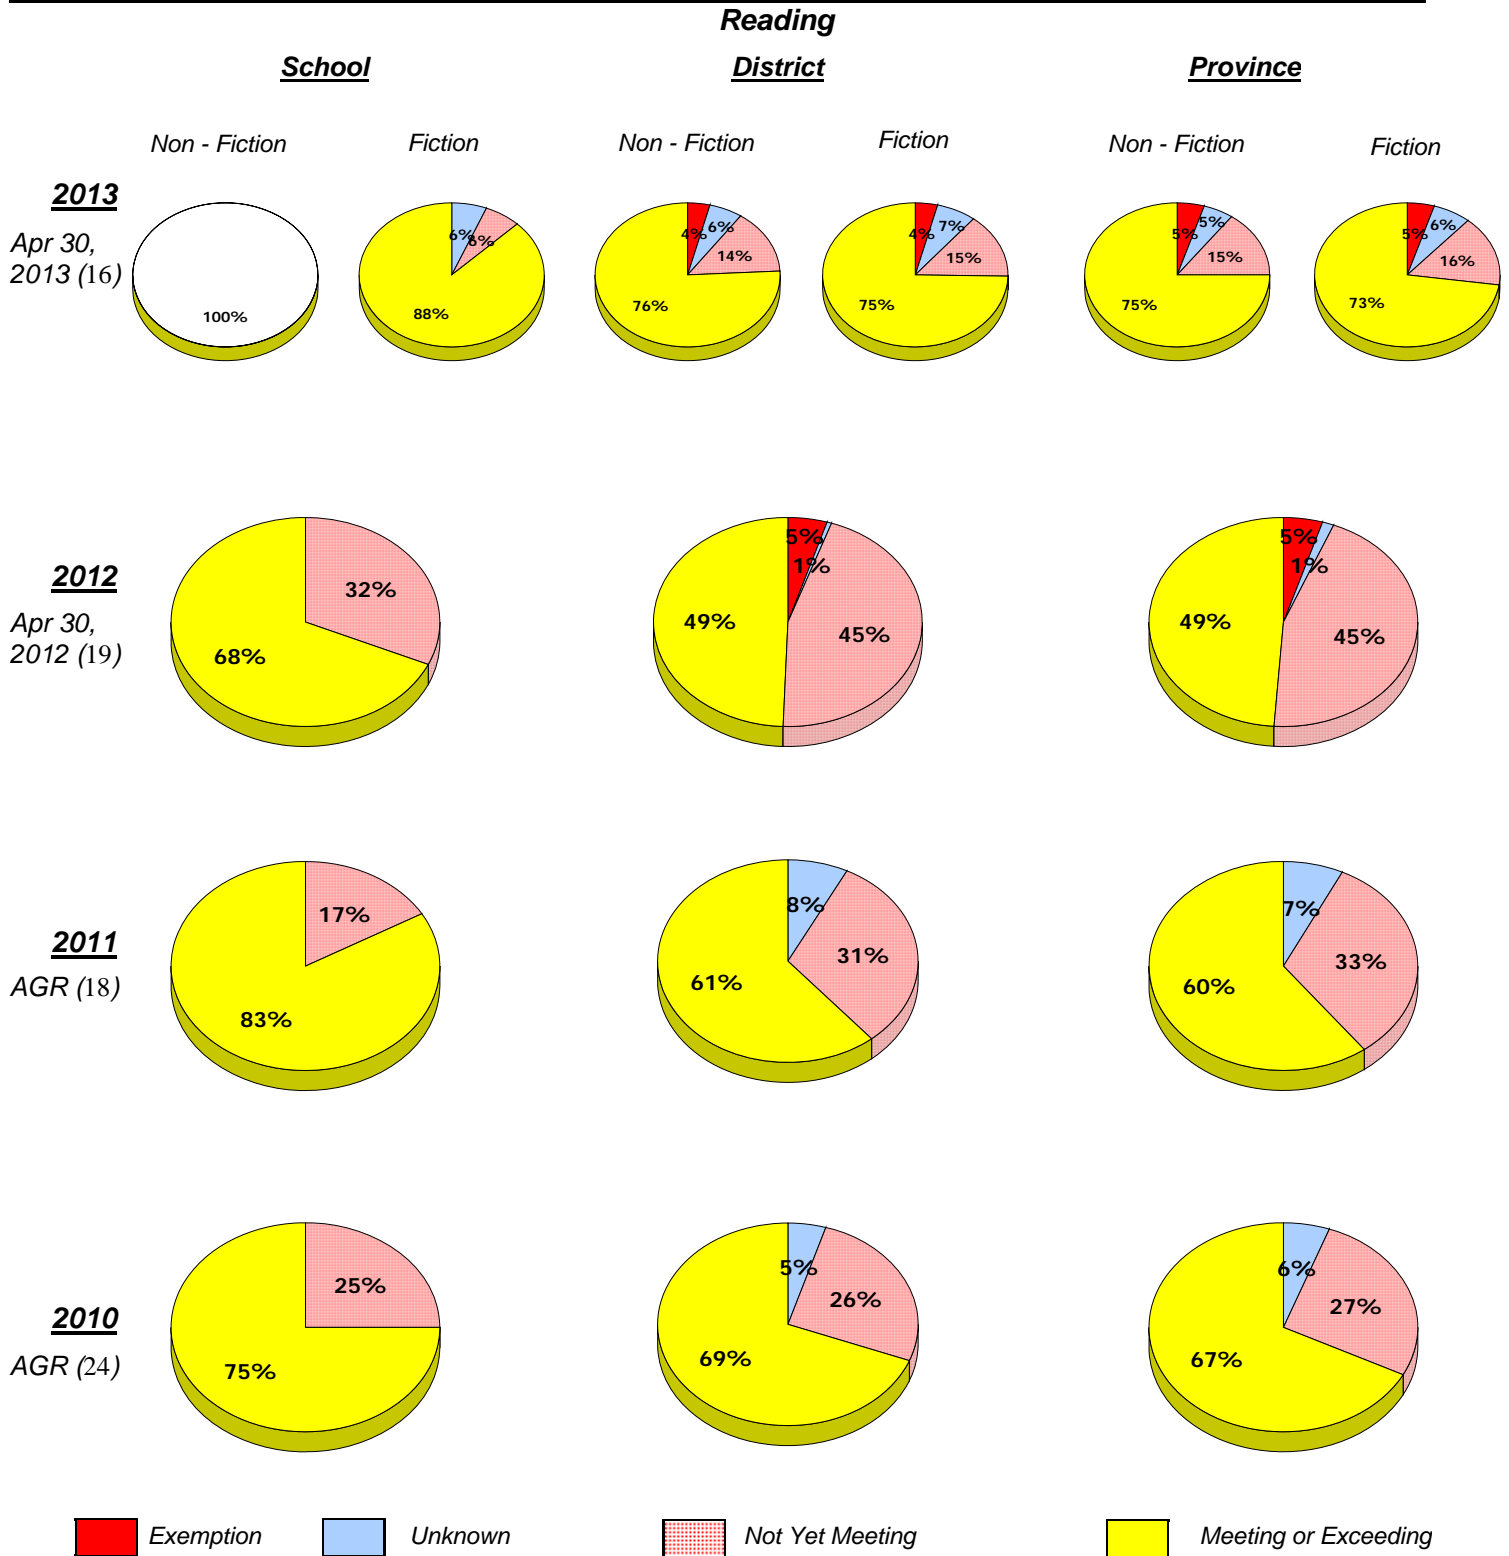 Reading
School District Province
Non - Fiction Fiction Non - Fiction Fiction Non - Fiction Fiction
2013
Apr 30,
2013 (16)
100%
6% 6% 88%
4% 6% 14% 76%
4% 7% 15% 75%
5% 5% 15% 75%
5% 6% 16% 73%
2012
Apr 30,
2012 (19)
32% 68%
5% 1% 45% 49%
5% 1% 45% 49%
2011
AGR (18)
17% 83%
8% 31% 61%
7% 33% 60%
2010
AGR (24)
25% 75%
5% 26% 69%
6% 27% 67%
Exemption Unknown Not Yet Meeting Meeting or Exceeding